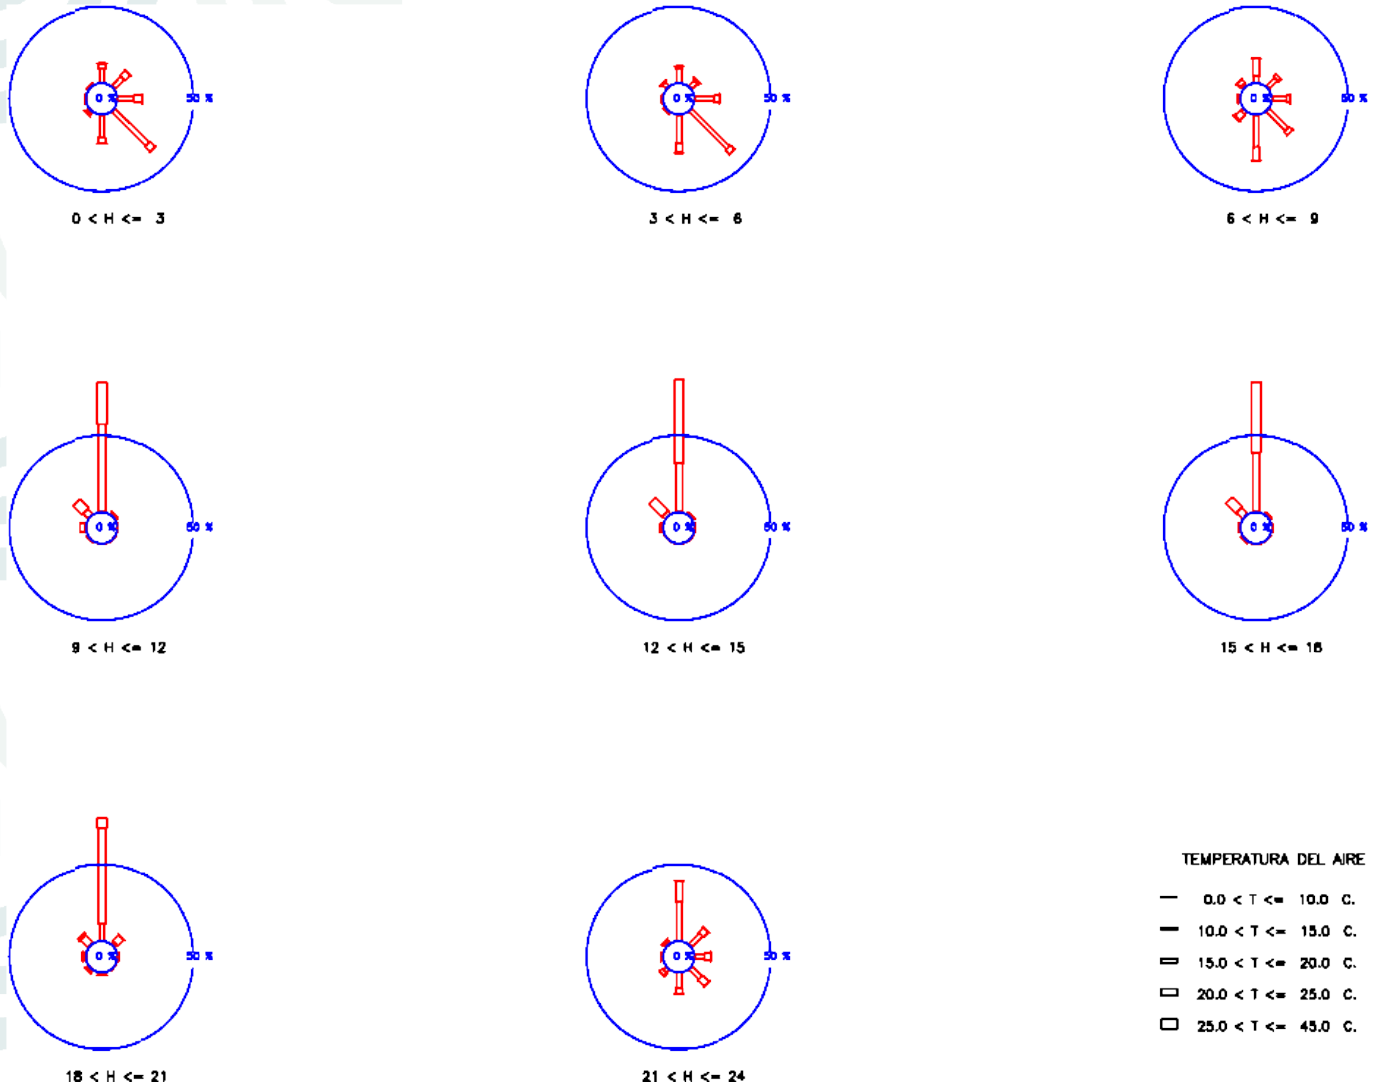 0 % 50 %
0 < H <= 3
0 % 50 %
3 < H <= 6
0 % 50 %
6 < H <= 9
0 % 50 %
9 < H <= 12
0 % 50 %
12 < H <= 15
0 % 50 %
15 < H <= 18
0 % 50 %
18 < H <= 21
0 % 50 %
21 < H <= 24
TEMPERATURA DEL AIRE
0.0 < T <= 10.0 C.
10.0 < T <= 15.0 C.
15.0 < T <= 20.0 C.
20.0 < T <= 25.0 C.
25.0 < T <= 45.0 C.